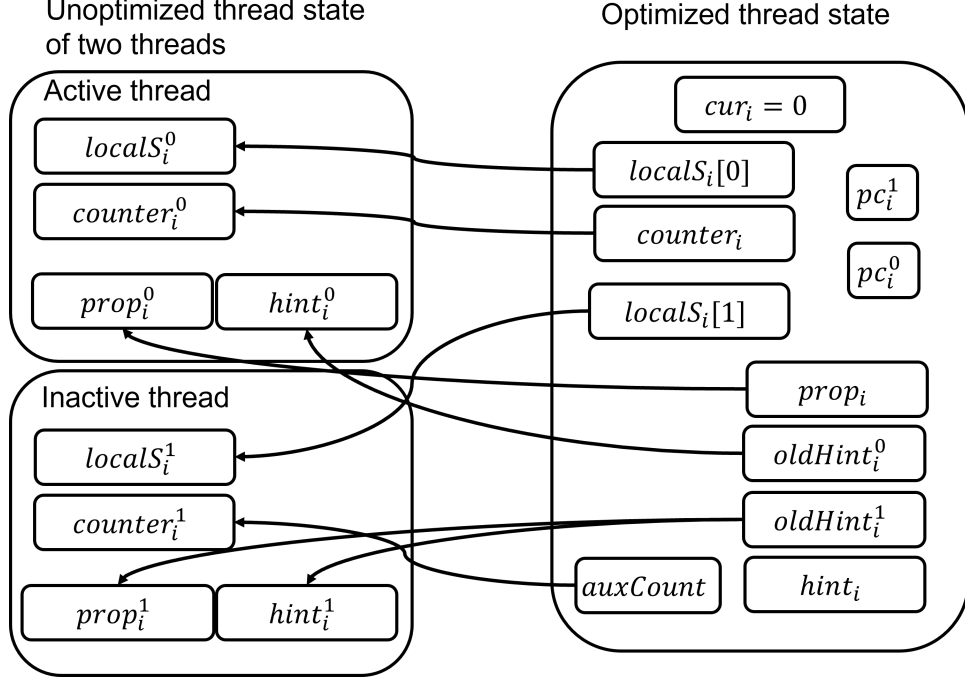 Unoptimized thread state
of two threads
Active thread
localS_i^0
counter_i^0
prop_i^0
hint_i^0
Inactive thread
localS_i^1
counter_i^1
prop_i^1
hint_i^1
Optimized thread state
cur_i = 0
localS_i[0]
pc_i^1
counter_i
pc_i^0
localS_i[1]
prop_i
oldHint_i^0
oldHint_i^1
auxCount
hint_i